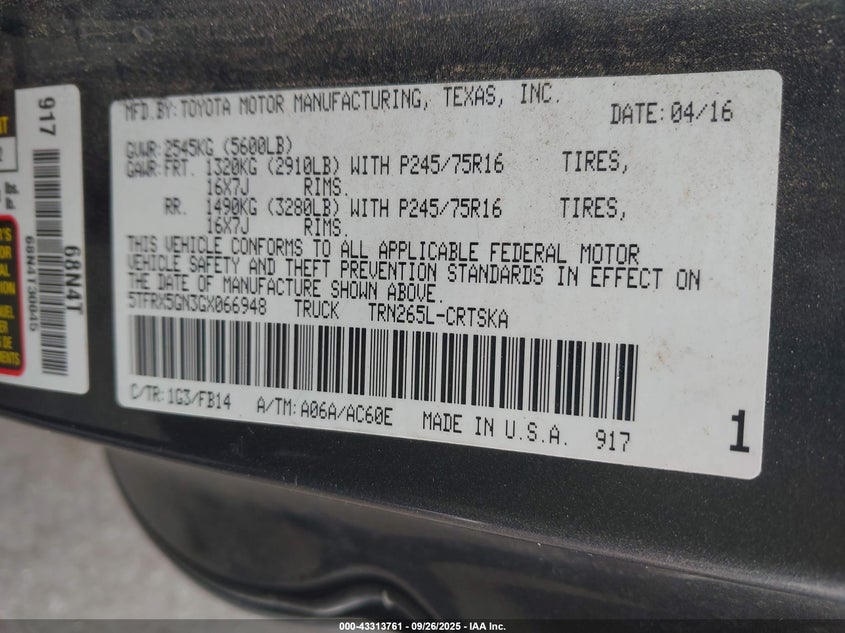 MFD.BY:TOYOTA MOTOR MANUFACTURING, TEXAS, INC. DATE:04/16
GVWR:2545KG (5600LB)
GAWR:FRT. 1320KG (2910LB) WITH P245/75R16 TIRES,
16X7J RIMS.
RR. 1490KG (3280LB) WITH P245/75R16 TIRES,
16X7J RIMS.
THIS VEHICLE CONFORMS TO ALL APPLICABLE FEDERAL MOTOR
VEHICLE SAFETY AND THEFT PREVENTION STANDARDS IN EFFECT ON
THE DATE OF MANUFACTURE SHOWN ABOVE.
5TFRX5GN3GX066948 TRUCK TRN265L-CRTSKA
C/TR:1G3/FB14 A/TM:A06A/AC60E MADE IN U.S.A. 917 1
917
68N4T
68N4T30845
lbs.
lb.
000-43313761 - 09/26/2025 - IAA Inc.